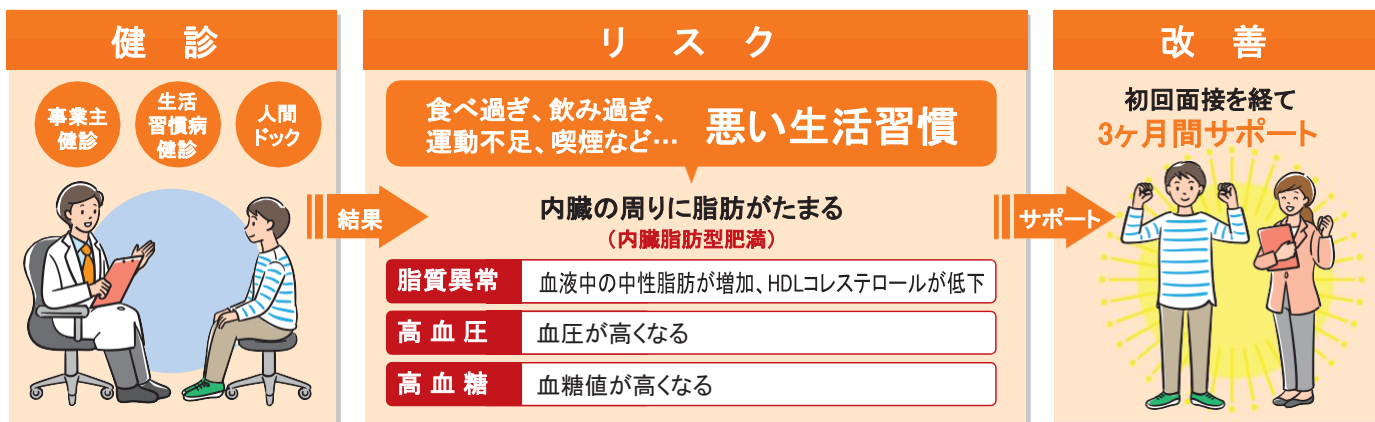 健 診
事業主
健診
生活
習慣病
健診
人間
ドック
結果
リ ス ク
食べ過ぎ、飲み過ぎ、
運動不足、喫煙など…
悪い生活習慣
内臓の周りに脂肪がたまる
（内臓脂肪型肥満）
脂質異常 血液中の中性脂肪が増加、HDLコレステロールが低下
高 血 圧 血圧が高くなる
高 血 糖 血糖値が高くなる
サポート
改 善
初回面接を経て
3ヶ月間サポート